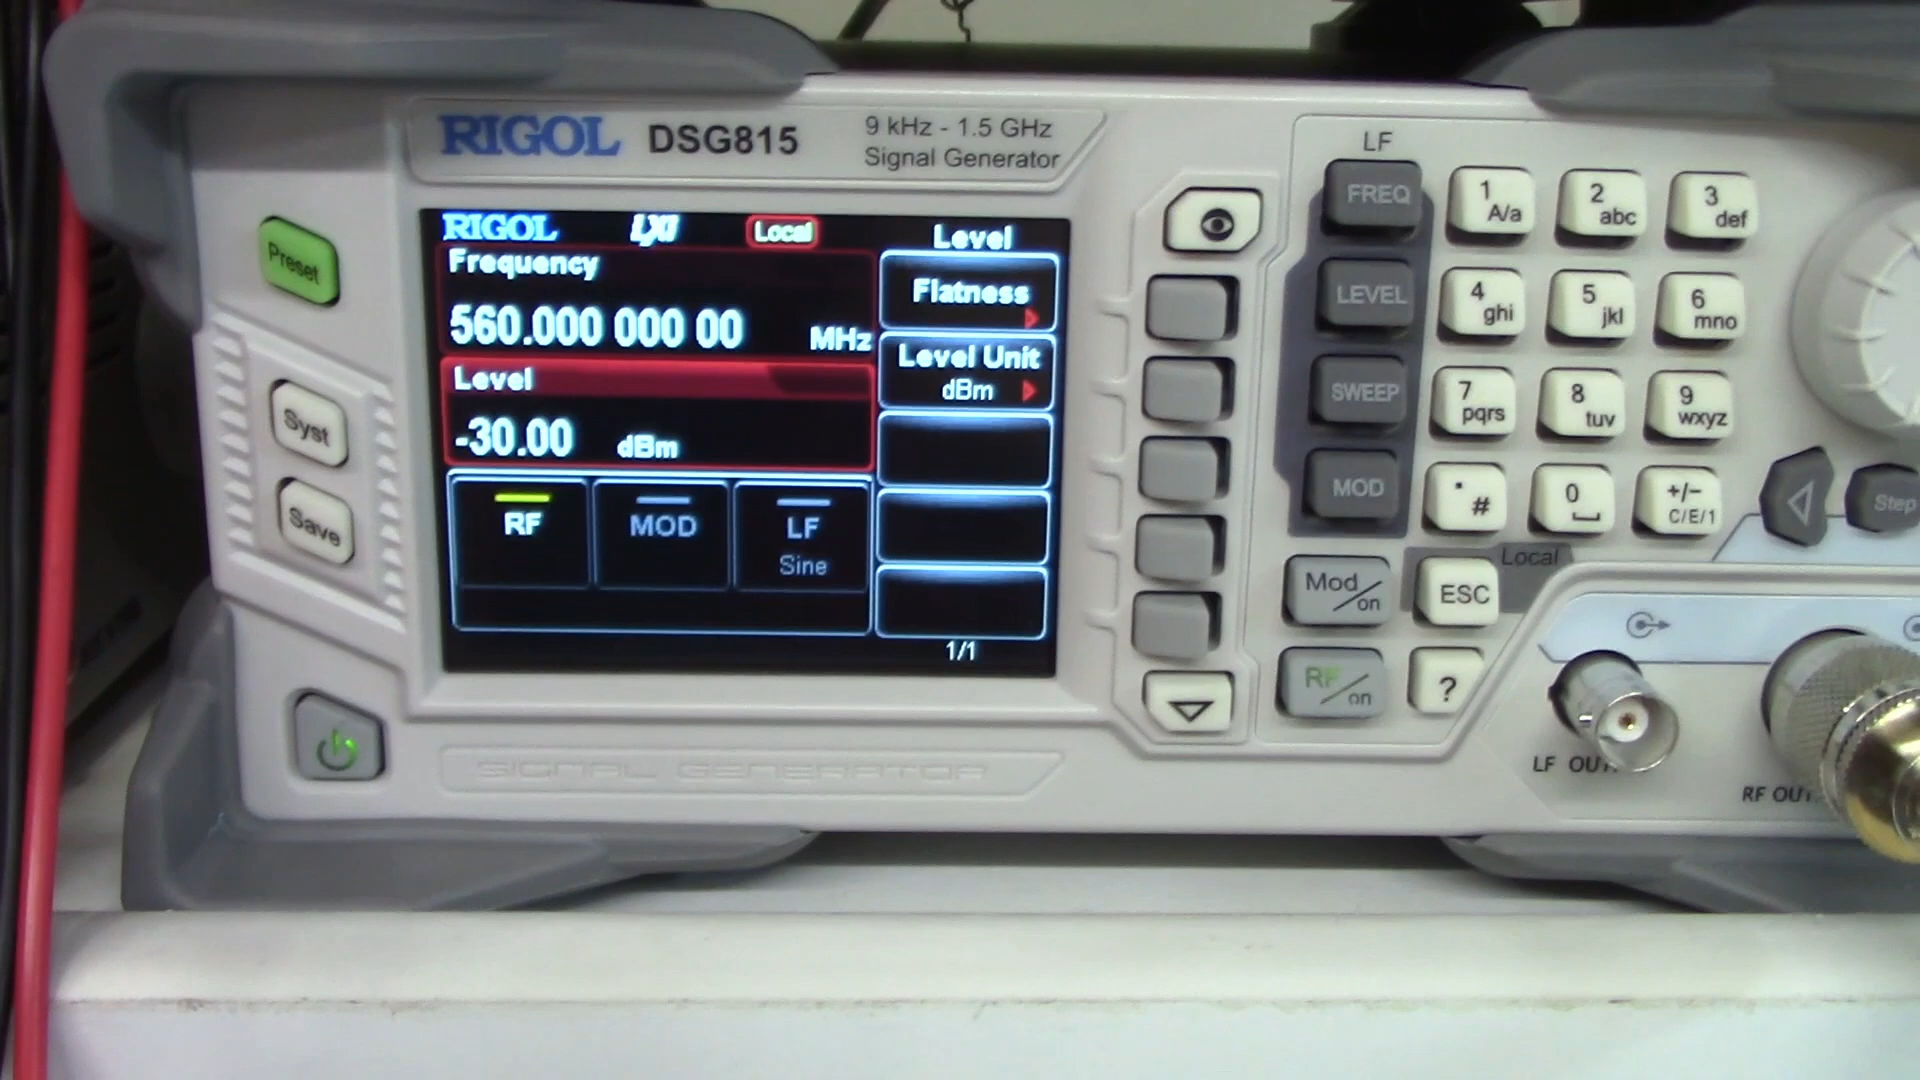 RIGOL DSG815 9 kHz - 1.5 GHz
Signal Generator
Preset
Syst
Save
RIGOL LXI Local Level
Frequency
560.000 000 00 MHz
Level
-30.00 dBm
RF MOD LF
Sine
Flatness
Level Unit
dBm
1/1
SIGNAL GENERATOR
LF
FREQ
LEVEL
SWEEP
MOD
1 A/a
2 abc
3 def
4 ghi
5 jkl
6 mno
7 pqrs
8 tuv
9 wxyz
. #
0
+/- C/E/1
Step
Local
Mod/on
ESC
RF/on
?
LF OUT
RF OUT